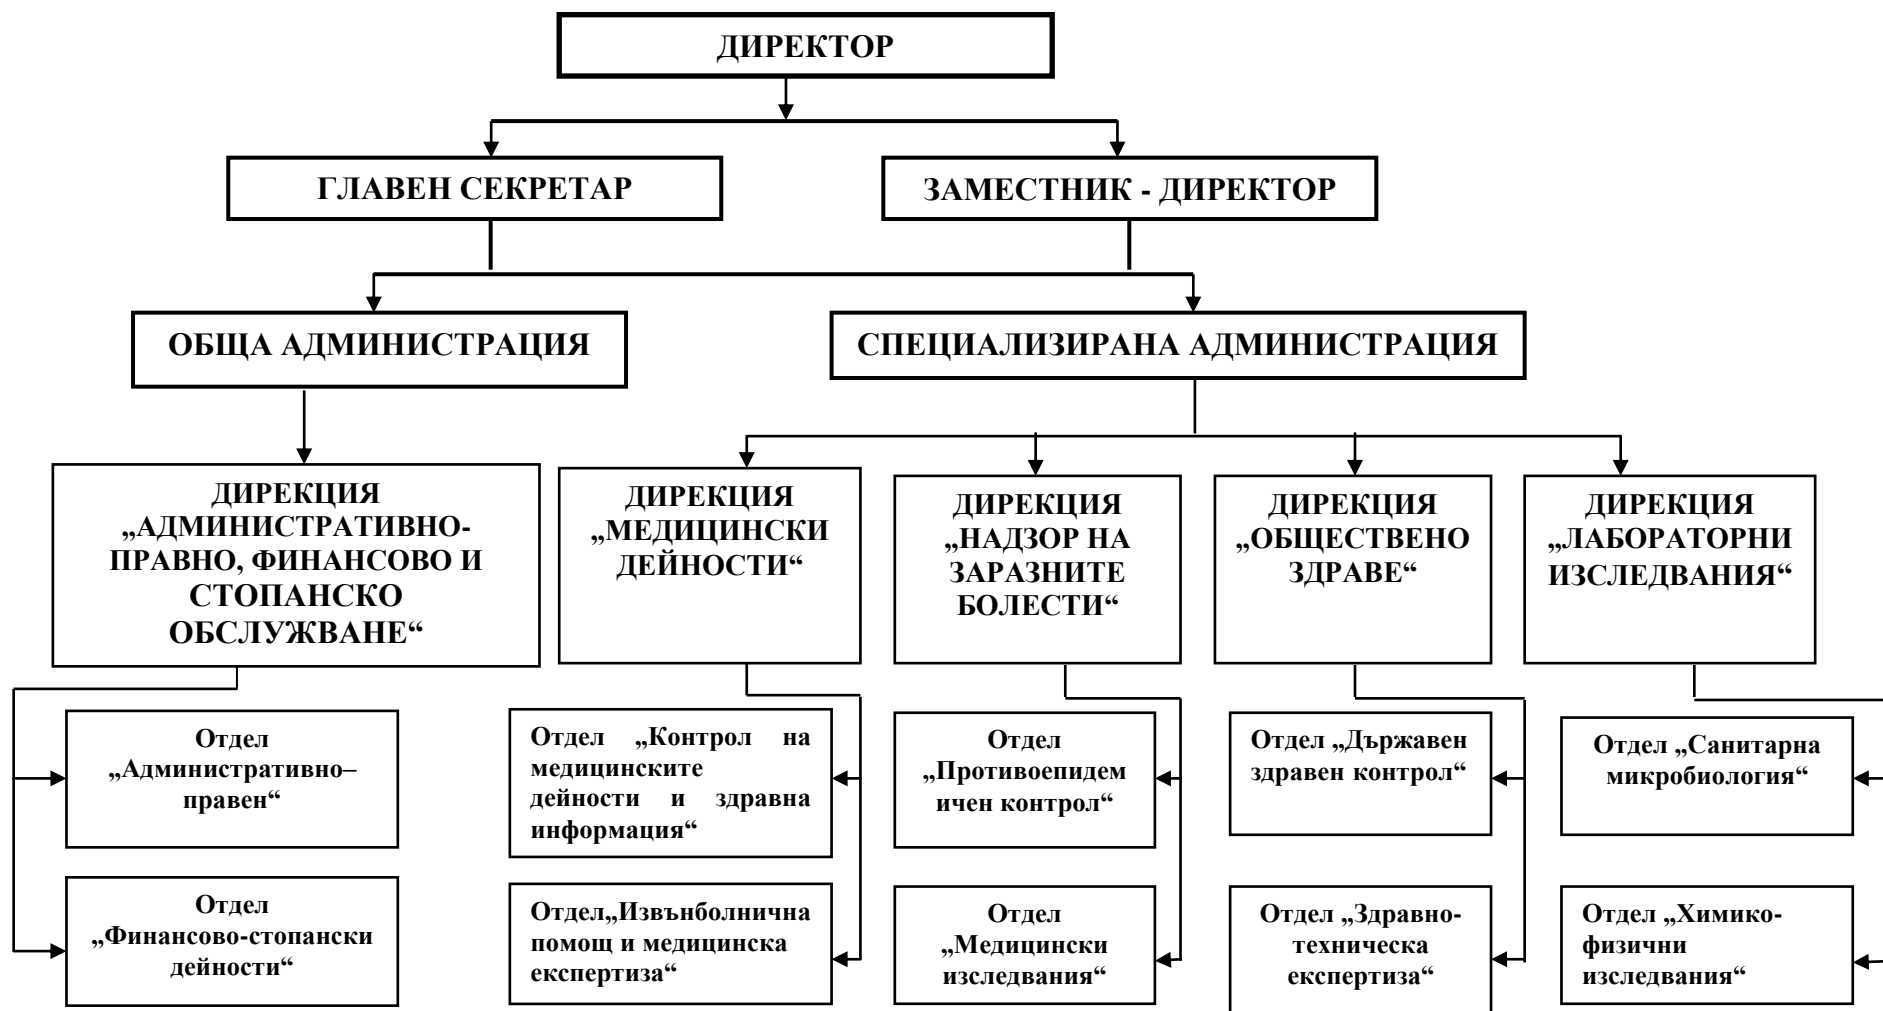 ДИРЕКТОР
ГЛАВЕН СЕКРЕТАР
ЗАМЕСТНИК - ДИРЕКТОР
ОБЩА АДМИНИСТРАЦИЯ
СПЕЦИАЛИЗИРАНА АДМИНИСТРАЦИЯ
ДИРЕКЦИЯ
„АДМИНИСТРАТИВНО-
ПРАВНО, ФИНАНСОВО И
СТОПАНСКО
ОБСЛУЖВАНЕ“
ДИРЕКЦИЯ
„МЕДИЦИНСКИ
ДЕЙНОСТИ“
ДИРЕКЦИЯ
„НАДЗОР НА
ЗАРАЗНИТЕ
БОЛЕСТИ“
ДИРЕКЦИЯ
„ОБЩЕСТВЕНО
ЗДРАВЕ“
ДИРЕКЦИЯ
„ЛАБОРАТОРНИ
ИЗСЛЕДВАНИЯ“
Отдел
„Административно–
правен“
Отдел „Контрол на
медицинските
дейности и здравна
информация“
Отдел
„Противоепидем
ичен контрол“
Отдел „Държавен
здравен контрол“
Отдел „Санитарна
микробиология“
Отдел
„Финансово-стопански
дейности“
Отдел„Извънболнична
помощ и медицинска
експертиза“
Отдел
„Медицински
изследвания“
Отдел „Здравно-
техническа
експертиза“
Отдел „Химико-
физични
изследвания“